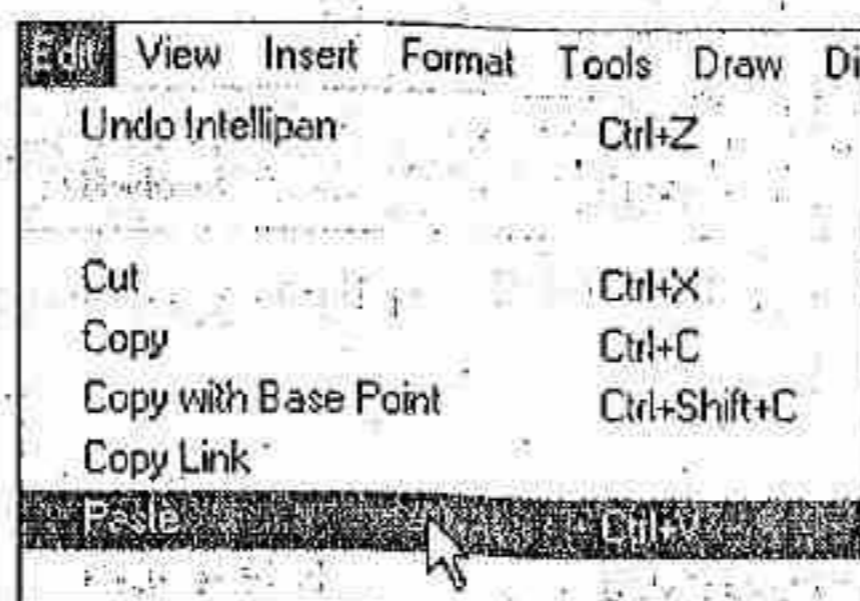 Edit View Insert Format Tools Draw
Undo Intellipan Ctrl+Z
Cut Ctrl+X
Copy Ctrl+C
Copy with Base Point Ctrl+Shift+C
Copy Link
Paste Ctrl+V